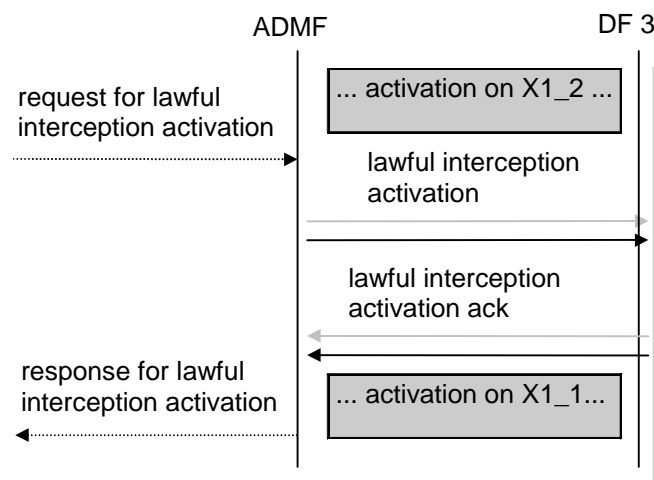 ADMF
DF 3
... activation on X1_2 ...
request for lawful
interception activation
lawful interception
activation
lawful interception
activation ack
response for lawful
interception activation
... activation on X1_1...